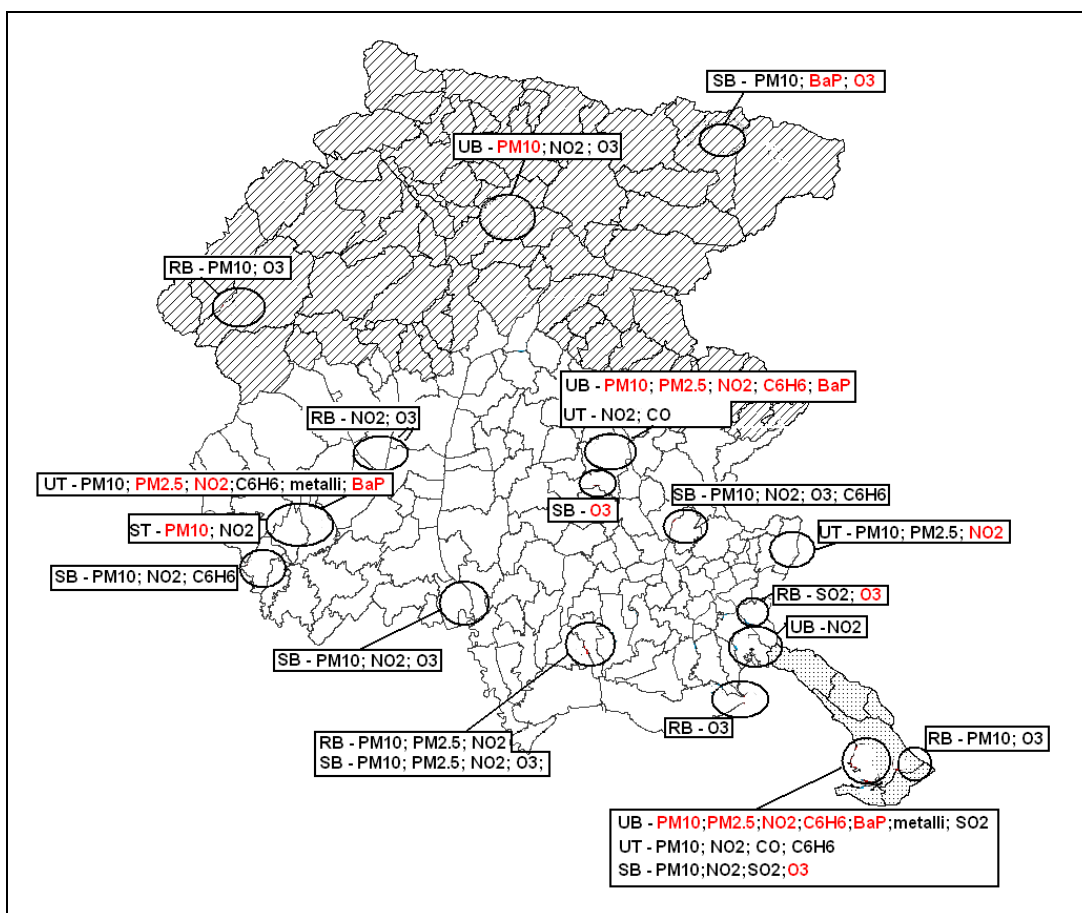 SB - PM10; BaP; O3
UB - PM10; NO2; O3
RB - PM10; O3
UB - PM10; PM2.5; NO2; C6H6; BaP
UT - NO2; CO
RB - NO2; O3
UT - PM10; PM2.5; NO2;C6H6; metalli; BaP
SB - PM10; NO2; O3; C6H6
SB - O3
ST - PM10; NO2
UT - PM10; PM2.5; NO2
SB - PM10; NO2; C6H6
RB - SO2; O3
UB -NO2
SB - PM10; NO2; O3
RB - O3
RB - PM10; PM2.5; NO2
SB - PM10; PM2.5; NO2; O3;
RB - PM10; O3
UB - PM10;PM2.5;NO2;C6H6;BaP;metalli; SO2
UT - PM10; NO2; CO; C6H6
SB - PM10;NO2;SO2;O3